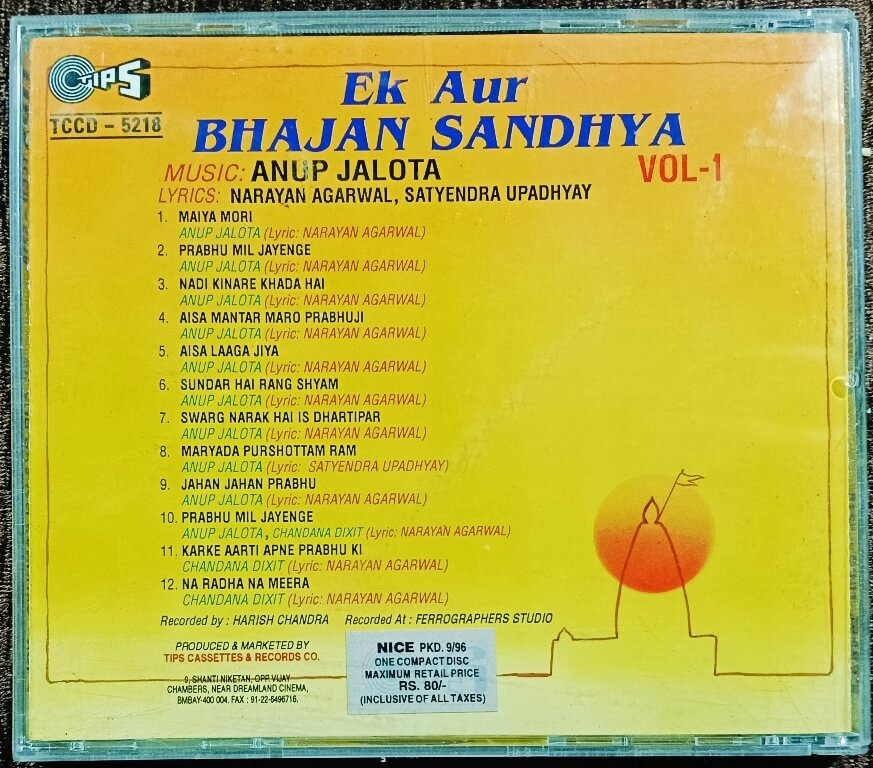 TIPS
TCCD - 5218
Ek Aur
BHAJAN SANDHYA
MUSIC: ANUP JALOTA VOL-1
LYRICS: NARAYAN AGARWAL, SATYENDRA UPADHYAY
1. MAIYA MORI
ANUP JALOTA (Lyric: NARAYAN AGARWAL)
2. PRABHU MIL JAYENGE
ANUP JALOTA (Lyric: NARAYAN AGARWAL)
3. NADI KINARE KHADA HAI
ANUP JALOTA (Lyric: NARAYAN AGARWAL)
4. AISA MANTAR MARO PRABHUJI
ANUP JALOTA (Lyric: NARAYAN AGARWAL)
5. AISA LAAGA JIYA
ANUP JALOTA (Lyric: NARAYAN AGARWAL)
6. SUNDAR HAI RANG SHYAM
ANUP JALOTA (Lyric: NARAYAN AGARWAL)
7. SWARG NARAK HAI IS DHARTIPAR
ANUP JALOTA (Lyric: NARAYAN AGARWAL)
8. MARYADA PURSHOTTAM RAM
ANUP JALOTA (Lyric: SATYENDRA UPADHYAY)
9. JAHAN JAHAN PRABHU
ANUP JALOTA (Lyric: NARAYAN AGARWAL)
10. PRABHU MIL JAYENGE
ANUP JALOTA, CHANDANA DIXIT (Lyric: NARAYAN AGARWAL)
11. KARKE AARTI APNE PRABHU KI
CHANDANA DIXIT (Lyric: NARAYAN AGARWAL)
12. NA RADHA NA MEERA
CHANDANA DIXIT (Lyric: NARAYAN AGARWAL)
Recorded by : HARISH CHANDRA Recorded At : FERROGRAPHERS STUDIO
PRODUCED & MARKETED BY
TIPS CASSETTES & RECORDS CO.
9, SHANTI NIKETAN, OPP. VIJAY
CHAMBERS, NEAR DREAMLAND CINEMA,
BMBAY-400 004. FAX : 91-22-6496716.
NICE PKD. 9/96
ONE COMPACT DISC
MAXIMUM RETAIL PRICE
RS. 80/-
(INCLUSIVE OF ALL TAXES)